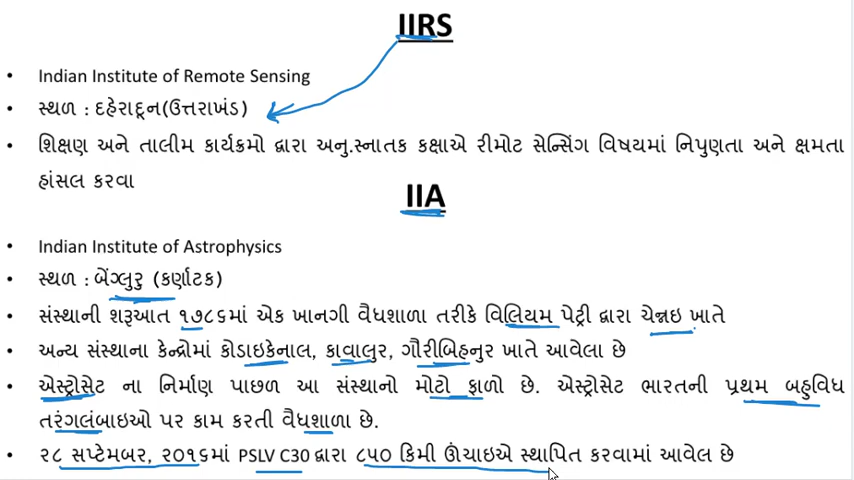 IIRS
• Indian Institute of Remote Sensing
• સ્થળ : દહેરાદૂન(ઉત્તરાખંડ)
• શિક્ષણ અને તાલીમ કાર્યક્રમો દ્વારા અનુ.સ્નાતક કક્ષાએ રીમોટ સેન્સિંગ વિષયમાં નિપુણતા અને ક્ષમતા
હાંસલ કરવા
IIA
• Indian Institute of Astrophysics
• સ્થળ : બેંગ્લુરુ (કર્ણાટક)
• સંસ્થાની શરૂઆત ૧૭૮૬માં એક ખાનગી વૈધશાળા તરીકે વિલિયમ પેટ્રી દ્વારા ચેન્નઇ ખાતે
• અન્ય સંસ્થાના કેન્દ્રોમાં કોડાઇકેનાલ, કાવાલુર, ગૌરીબિહનુર ખાતે આવેલા છે
• એસ્ટ્રોસેટ ના નિર્માણ પાછળ આ સંસ્થાનો મોટો ફાળો છે. એસ્ટ્રોસેટ ભારતની પ્રથમ બહુવિધ
તરંગલંબાઇઓ પર કામ કરતી વૈધશાળા છે.
• ૨૮ સપ્ટેમબર, ૨૦૧૬માં PSLV C30 દ્વારા ૮૫૦ કિમી ઊંચાઇએ સ્થાપિત કરવામાં આવેલ છે